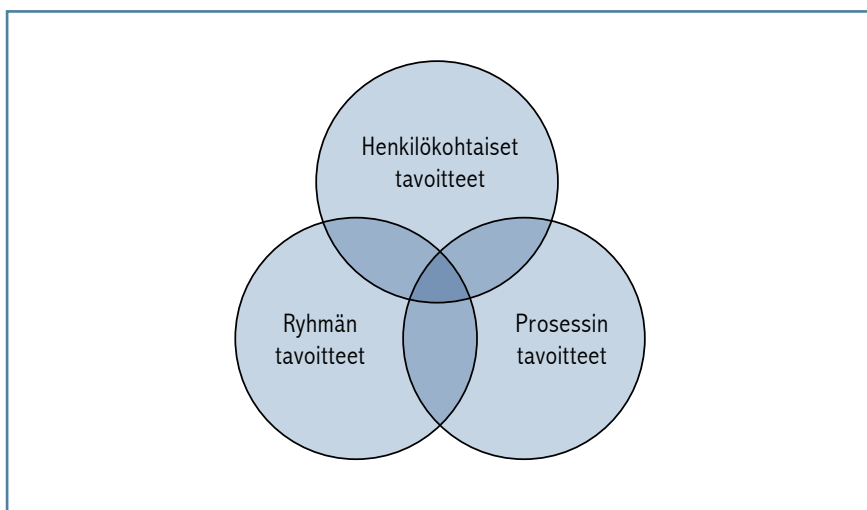 Henkilökohtaiset
tavoitteet
Ryhmän
tavoitteet
Prosessin
tavoitteet